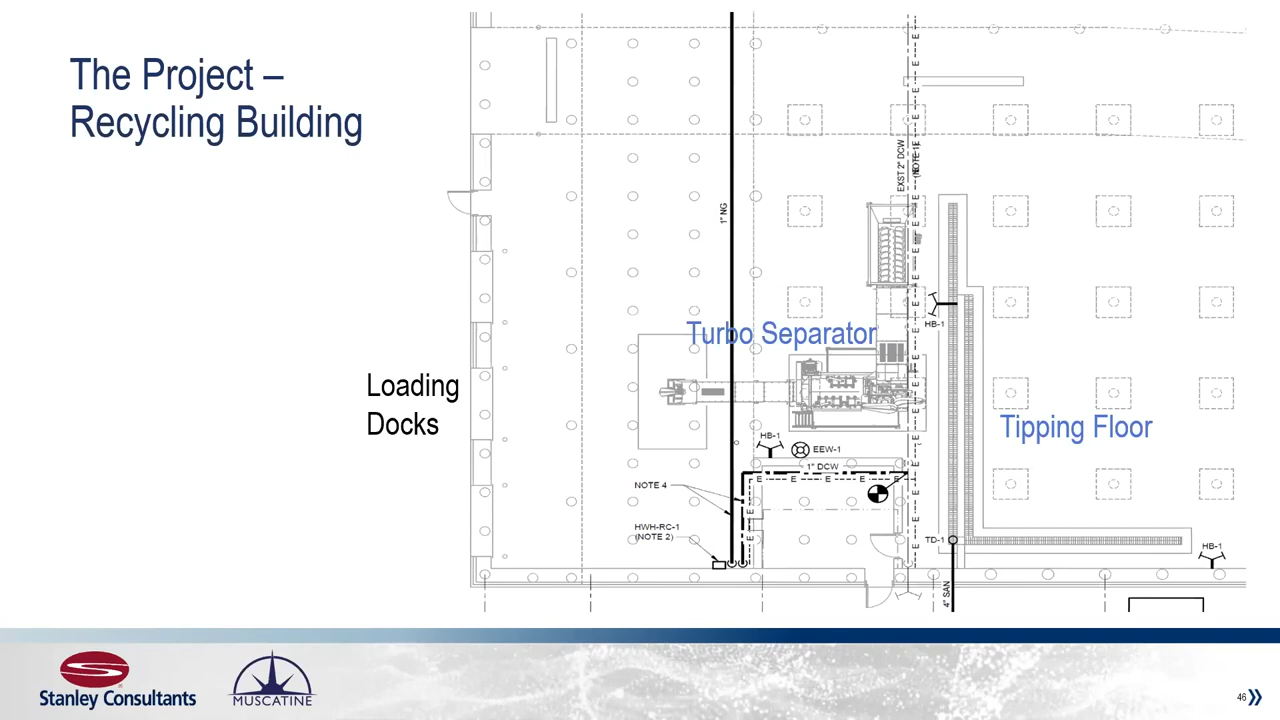 The Project –
Recycling Building
EXST 2" DCW
(NOTE 1)
1" NG
Turbo Separator
HB-1
Loading
Docks
Tipping Floor
HB-1
EEW-1
1" DCW
E E E E E
NOTE 4
HWH-RC-1
(NOTE 2)
TD-1
HB-1
4" SAN
Stanley Consultants
MUSCATINE
46